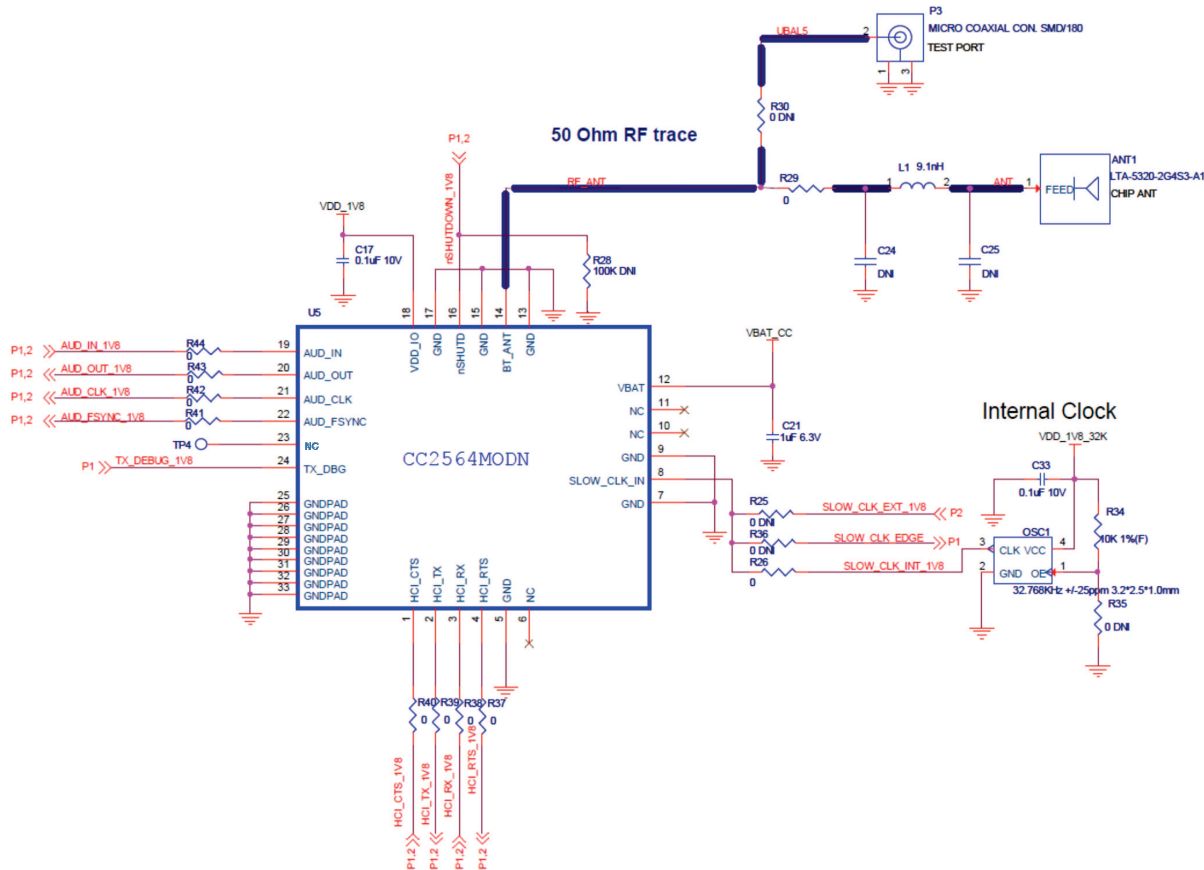 P3
MICRO COAXIAL CON. SMD/180
TEST PORT
UBAL5
2
1
3
R30
0 DNI
50 Ohm RF trace
P1,2
RF_ANT
R29
0
L1 9.1nH
1
2
ANT
ANT1
LTA-5320-2G4S3-A1
CHIP ANT
1
FEED
C24
DNI
C25
DNI
VDD_1V8
C17
0.1uF 10V
nSHUTDOWN_1V8
R28
100K DNI
U5
18
17
16
15
14
13
VDD_IO
GND
nSHUTD
GND
BT_ANT
GND
P1,2 AUD_IN_1V8 R44 0 19 AUD_IN
P1,2 AUD_OUT_1V8 R43 0 20 AUD_OUT
P1,2 AUD_CLK_1V8 R42 0 21 AUD_CLK
P1,2 AUD_FSYNC_1V8 R41 0 22 AUD_FSYNC
TP4 23 NC
P1 TX_DEBUG_1V8 24 TX_DBG
25 GNDPAD
26 GNDPAD
27 GNDPAD
28 GNDPAD
29 GNDPAD
30 GNDPAD
31 GNDPAD
32 GNDPAD
33 GNDPAD
CC2564MODN
VBAT 12
NC 11
NC 10
GND 9
SLOW_CLK_IN 8
GND 7
VBAT_CC
C21
1uF 6.3V
R25
0 DNI
SLOW_CLK_EXT_1V8
P2
R36
0 DNI
SLOW_CLK_EDGE
P1
R26
0
SLOW_CLK_INT_1V8
Internal Clock
VDD_1V8_32K
C33
0.1uF 10V
R34
10K 1%(F)
OSC1
3 CLK VCC 4
2 GND OE 1
32.768KHz +/-25ppm 3.2*2.5*1.0mm
R35
0 DNI
HCI_CTS
HCI_TX
HCI_RX
HCI_RTS
GND
NC
1
2
3
4
5
6
R40
0
R39
0
R38
0
R37
0
HCI_CTS_1V8
HCI_TX_1V8
HCI_RX_1V8
HCI_RTS_1V8
P1,2
P1,2
P1,2
P1,2